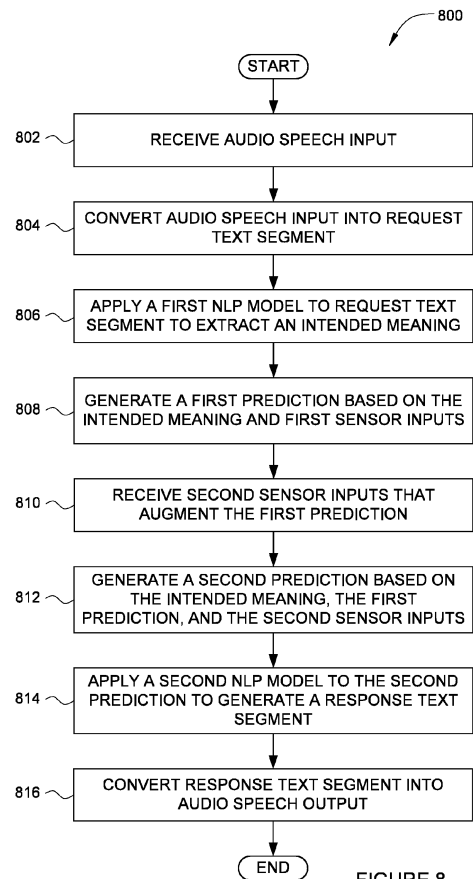 800
START
802
RECEIVE AUDIO SPEECH INPUT
804
CONVERT AUDIO SPEECH INPUT INTO REQUEST
TEXT SEGMENT
806
APPLY A FIRST NLP MODEL TO REQUEST TEXT
SEGMENT TO EXTRACT AN INTENDED MEANING
808
GENERATE A FIRST PREDICTION BASED ON THE
INTENDED MEANING AND FIRST SENSOR INPUTS
810
RECEIVE SECOND SENSOR INPUTS THAT
AUGMENT THE FIRST PREDICTION
812
GENERATE A SECOND PREDICTION BASED ON
THE INTENDED MEANING, THE FIRST
PREDICTION, AND THE SECOND SENSOR INPUTS
814
APPLY A SECOND NLP MODEL TO THE SECOND
PREDICTION TO GENERATE A RESPONSE TEXT
SEGMENT
816
CONVERT RESPONSE TEXT SEGMENT INTO
AUDIO SPEECH OUTPUT
END
FIGURE 8